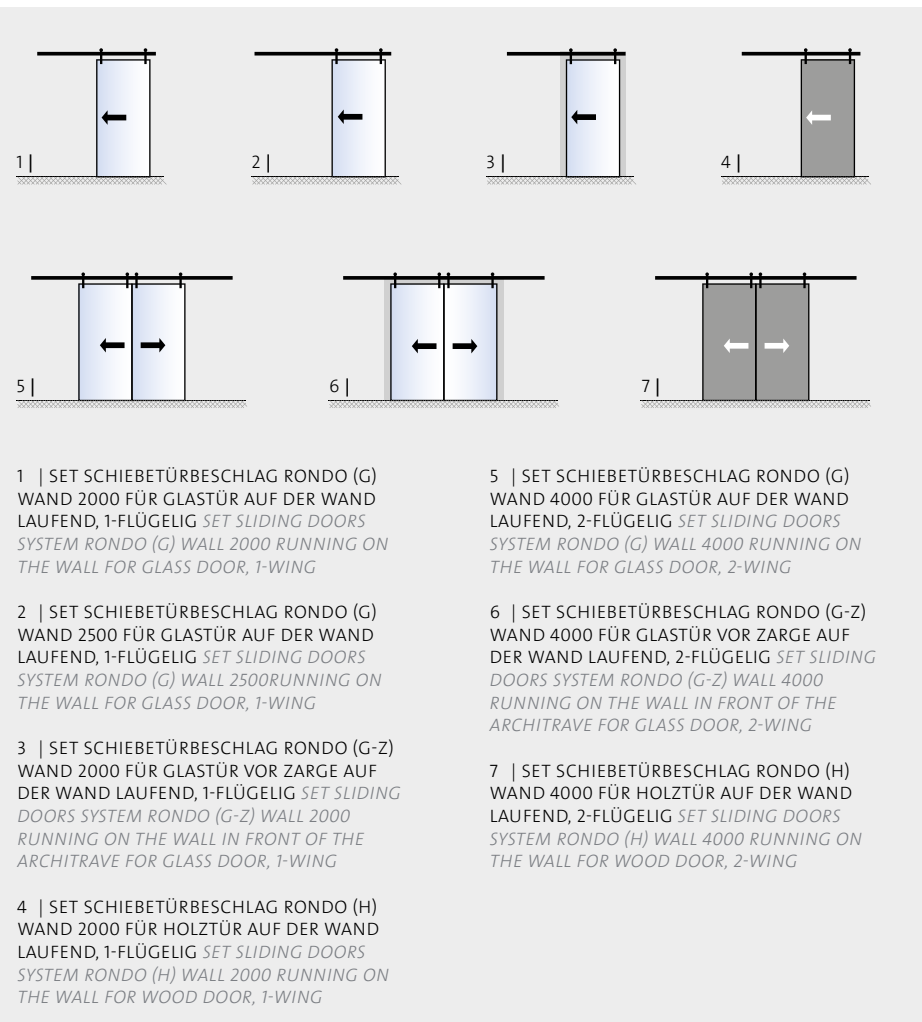 1 |
2 |
3 |
4 |
5 |
6 |
7 |
1 | SET SCHIEBETÜRBESCHLAG RONDO (G)
WAND 2000 FÜR GLASTÜR AUF DER WAND
LAUFEND, 1-FLÜGELIG SET SLIDING DOORS
SYSTEM RONDO (G) WALL 2000 RUNNING ON
THE WALL FOR GLASS DOOR, 1-WING
2 | SET SCHIEBETÜRBESCHLAG RONDO (G)
WAND 2500 FÜR GLASTÜR AUF DER WAND
LAUFEND, 1-FLÜGELIG SET SLIDING DOORS
SYSTEM RONDO (G) WALL 2500RUNNING ON
THE WALL FOR GLASS DOOR, 1-WING
3 | SET SCHIEBETÜRBESCHLAG RONDO (G-Z)
WAND 2000 FÜR GLASTÜR VOR ZARGE AUF
DER WAND LAUFEND, 1-FLÜGELIG SET SLIDING
DOORS SYSTEM RONDO (G-Z) WALL 2000
RUNNING ON THE WALL IN FRONT OF THE
ARCHITRAVE FOR GLASS DOOR, 1-WING
4 | SET SCHIEBETÜRBESCHLAG RONDO (H)
WAND 2000 FÜR HOLZTÜR AUF DER WAND
LAUFEND, 1-FLÜGELIG SET SLIDING DOORS
SYSTEM RONDO (H) WALL 2000 RUNNING ON
THE WALL FOR WOOD DOOR, 1-WING
5 | SET SCHIEBETÜRBESCHLAG RONDO (G)
WAND 4000 FÜR GLASTÜR AUF DER WAND
LAUFEND, 2-FLÜGELIG SET SLIDING DOORS
SYSTEM RONDO (G) WALL 4000 RUNNING ON
THE WALL FOR GLASS DOOR, 2-WING
6 | SET SCHIEBETÜRBESCHLAG RONDO (G-Z)
WAND 4000 FÜR GLASTÜR VOR ZARGE AUF
DER WAND LAUFEND, 2-FLÜGELIG SET SLIDING
DOORS SYSTEM RONDO (G-Z) WALL 4000
RUNNING ON THE WALL IN FRONT OF THE
ARCHITRAVE FOR GLASS DOOR, 2-WING
7 | SET SCHIEBETÜRBESCHLAG RONDO (H)
WAND 4000 FÜR HOLZTÜR AUF DER WAND
LAUFEND, 2-FLÜGELIG SET SLIDING DOORS
SYSTEM RONDO (H) WALL 4000 RUNNING ON
THE WALL FOR WOOD DOOR, 2-WING